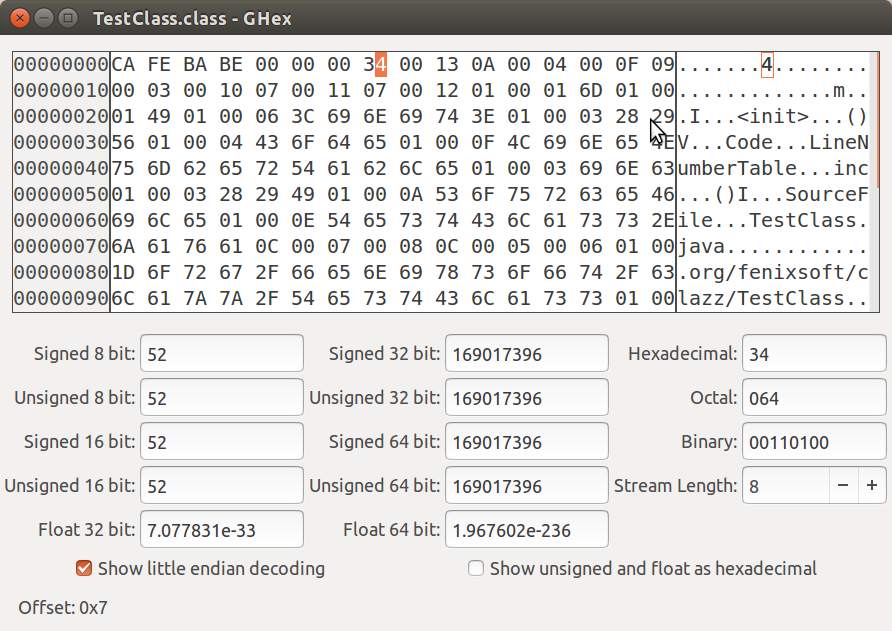 TestClass.class - GHex
00000000 CA FE BA BE 00 00 00 34 00 13 0A 00 04 00 0F 09 .......4........
00000010 00 03 00 10 07 00 11 07 00 12 01 00 01 6D 01 00 .............m..
00000020 01 49 01 00 06 3C 69 6E 69 74 3E 01 00 03 28 29 .I...<init>...()
00000030 56 01 00 04 43 6F 64 65 01 00 0F 4C 69 6E 65 4E V...Code...LineN
00000040 75 6D 62 65 72 54 61 62 6C 65 01 00 03 69 6E 63 umberTable...inc
00000050 01 00 03 28 29 49 01 00 0A 53 6F 75 72 63 65 46 ...()I...SourceF
00000060 69 6C 65 01 00 0E 54 65 73 74 43 6C 61 73 73 2E ile...TestClass.
00000070 6A 61 76 61 0C 00 07 00 08 0C 00 05 00 06 01 00 java............
00000080 1D 6F 72 67 2F 66 65 6E 69 78 73 6F 66 74 2F 63 .org/fenixsoft/c
00000090 6C 61 7A 7A 2F 54 65 73 74 43 6C 61 73 73 01 00 lazz/TestClass..
Signed 8 bit: 52 Signed 32 bit: 169017396 Hexadecimal: 34
Unsigned 8 bit: 52 Unsigned 32 bit: 169017396 Octal: 064
Signed 16 bit: 52 Signed 64 bit: 169017396 Binary: 00110100
Unsigned 16 bit: 52 Unsigned 64 bit: 169017396 Stream Length: 8 − +
Float 32 bit: 7.077831e-33 Float 64 bit: 1.967602e-236
Show little endian decoding Show unsigned and float as hexadecimal
Offset: 0x7